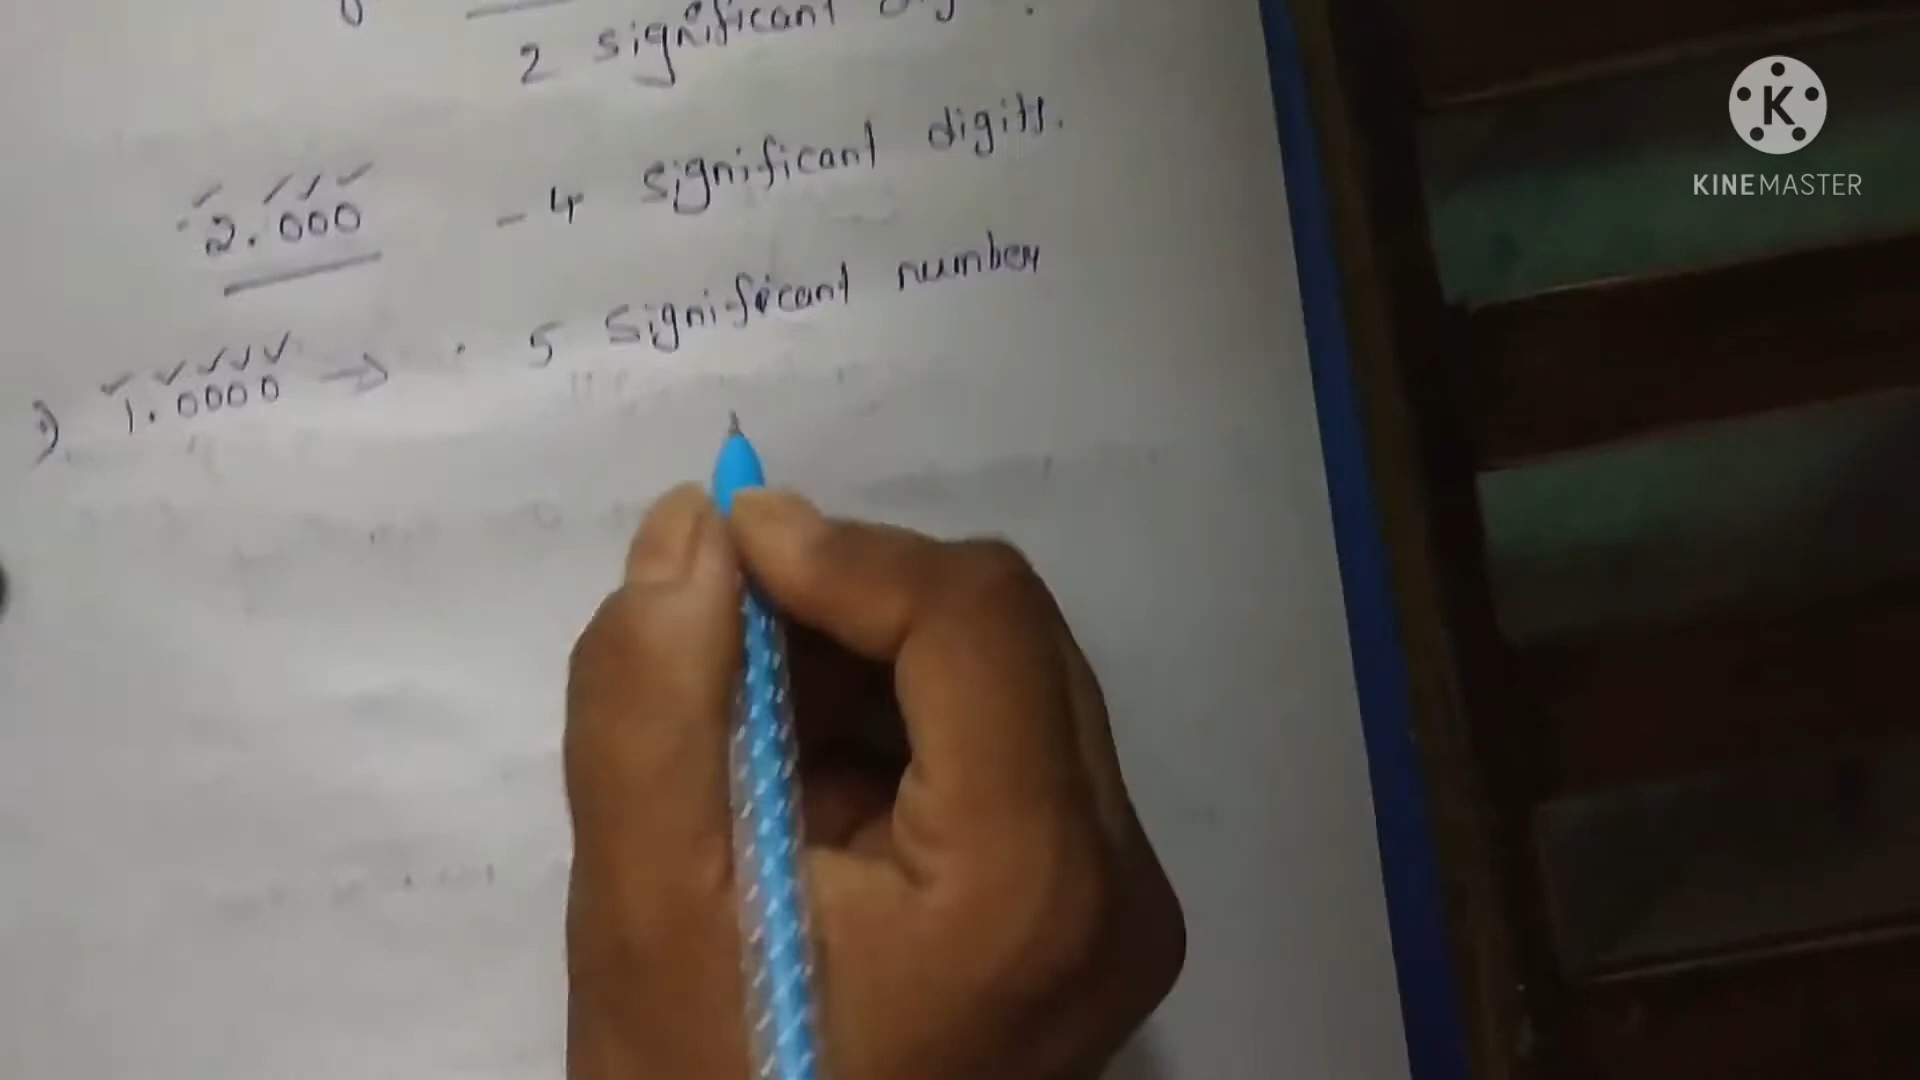 2 significant
2.000 - 4 significant digits.
1.0000 → 5 significant number
K
KINEMASTER